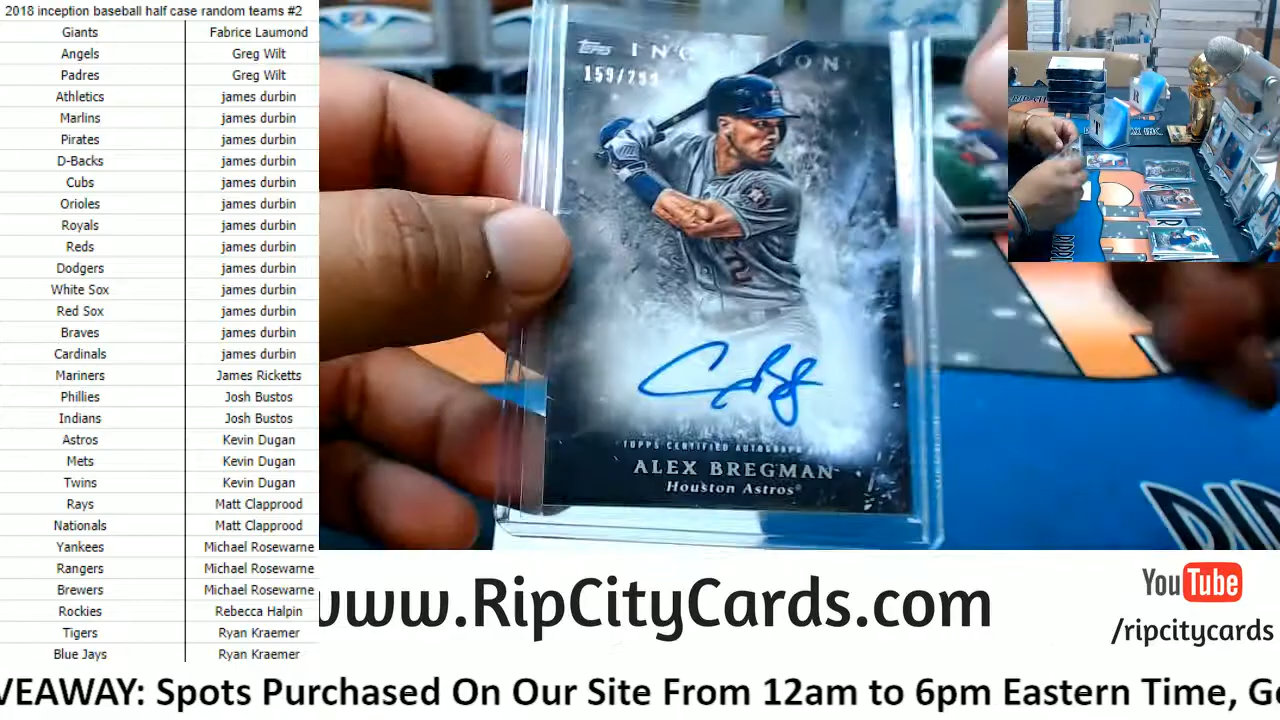 2018 inception baseball half case random teams #2
Giants Fabrice Laumond
Angels Greg Wilt
Padres Greg Wilt
Athletics james durbin
Marlins james durbin
Pirates james durbin
D-Backs james durbin
Cubs james durbin
Orioles james durbin
Royals james durbin
Reds james durbin
Dodgers james durbin
White Sox james durbin
Red Sox james durbin
Braves james durbin
Cardinals james durbin
Mariners James Ricketts
Phillies Josh Bustos
Indians Josh Bustos
Astros Kevin Dugan
Mets Kevin Dugan
Twins Kevin Dugan
Rays Matt Clapprood
Nationals Matt Clapprood
Yankees Michael Rosewarne
Rangers Michael Rosewarne
Brewers Michael Rosewarne
Rockies Rebecca Halpin
Tigers Ryan Kraemer
Blue Jays Ryan Kraemer
Topps
159/299
2
TOPPS CERTIFIED AUTOGRAPH
ALEX BREGMAN
Houston Astros
www.RipCityCards.com
YouTube
/ripcitycards
VEAWAY: Spots Purchased On Our Site From 12am to 6pm Eastern Time, G